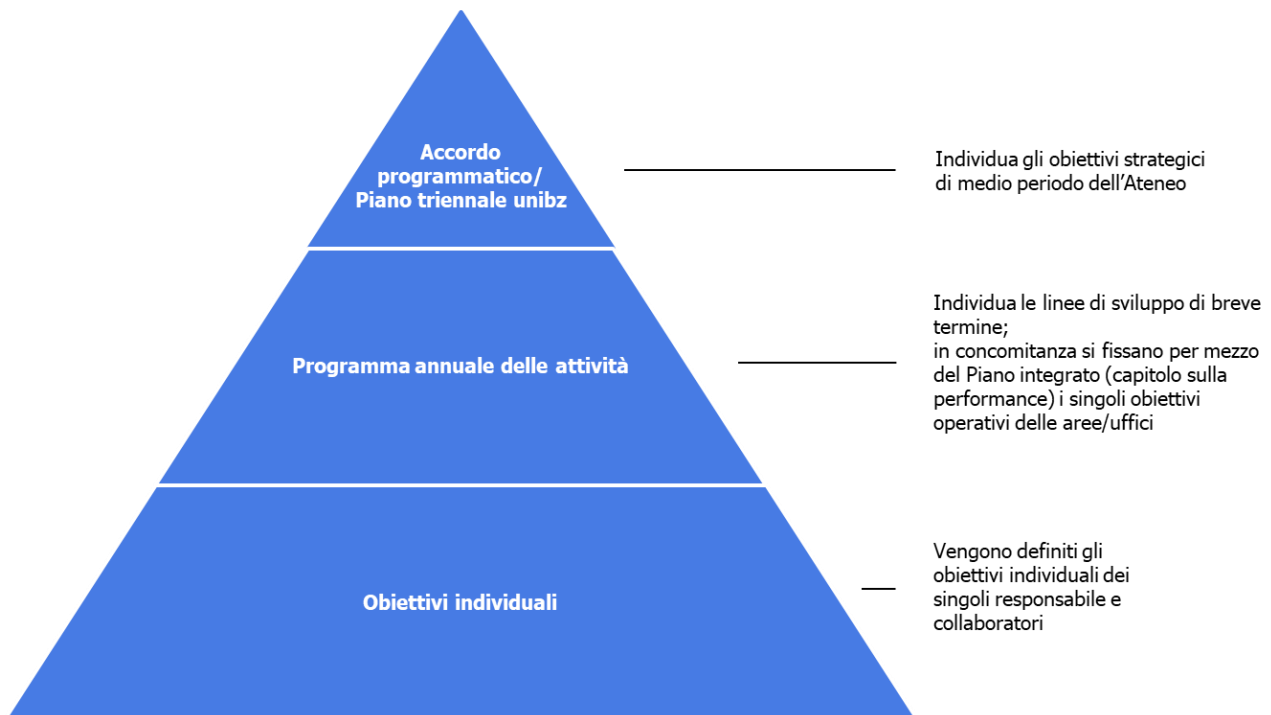 Accordo
programmatico/
Piano triennale unibz
Individua gli obiettivi strategici
di medio periodo dell'Ateneo
Programma annuale delle attività
Individua le linee di sviluppo di breve
termine;
in concomitanza si fissano per mezzo
del Piano integrato (capitolo sulla
performance) i singoli obiettivi
operativi delle aree/uffici
Obiettivi individuali
Vengono definiti gli
obiettivi individuali dei
singoli responsabile e
collaboratori